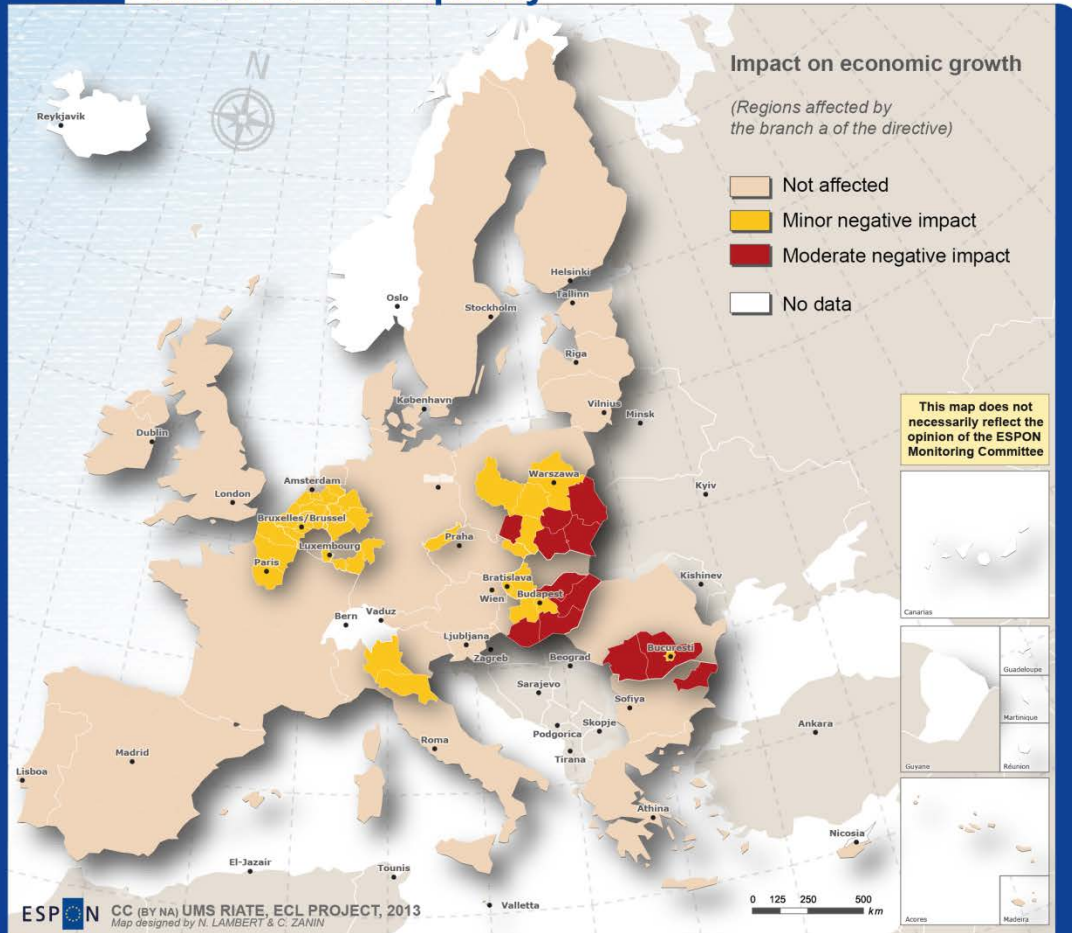 N
Impact on economic growth
(Regions affected by
the branch a of the directive)
Not affected
Minor negative impact
Moderate negative impact
No data
Reykjavik
Oslo
Helsinki
Tallinn
Stockholm
Riga
København
Vilnius
Minsk
Dublin
This map does not
necessarily reflect the
opinion of the ESPON
Monitoring Committee
Amsterdam
Warszawa
London
Kyiv
Bruxelles/Brussel
Praha
Luxembourg
Paris
Kishinev
Bratislava
Wien
Budapest
Vaduz
Bern
Canarias
Ljubljana
Zagreb
Bucuresti
Beograd
Guadeloupe
Sarajevo
Sofiya
Skopje
Podgorica
Martinique
Ankara
Roma
Tirana
Madrid
Guyane
Réunion
Lisboa
Athina
Nicosia
El-Jazair
Tounis
Valletta
0 125 250 500
km
Acores
Madeira
ESPON CC (BY NA) UMS RIATE, ECL PROJECT, 2013
Map designed by N. LAMBERT & C. ZANIN